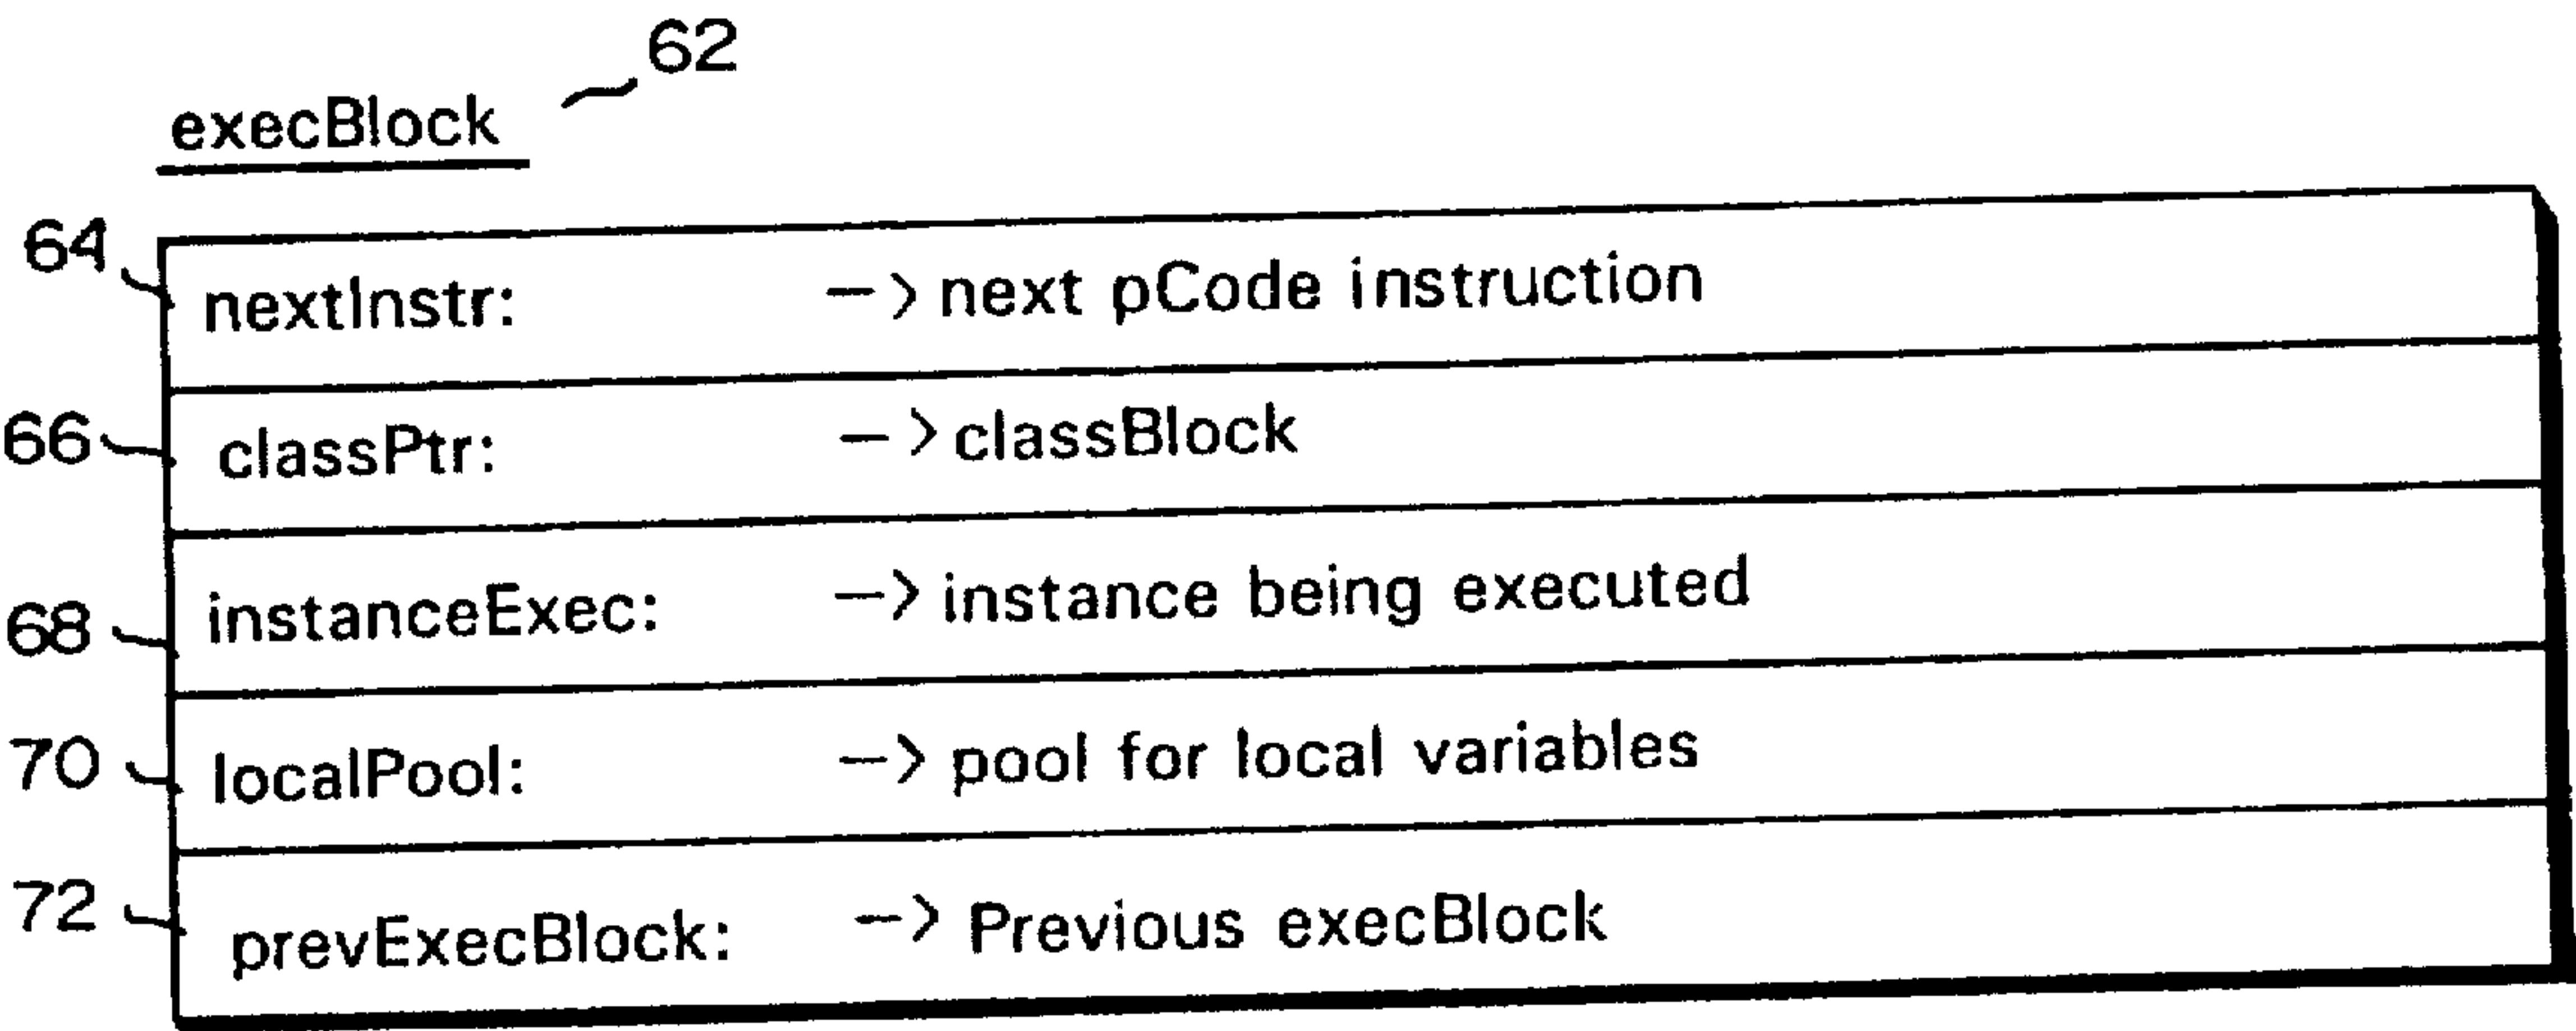 62
execBlock
64 nextInstr: —> next pCode instruction
66 classPtr: —> classBlock
68 instanceExec: —> instance being executed
70 localPool: —> pool for local variables
72 prevExecBlock: —> Previous execBlock